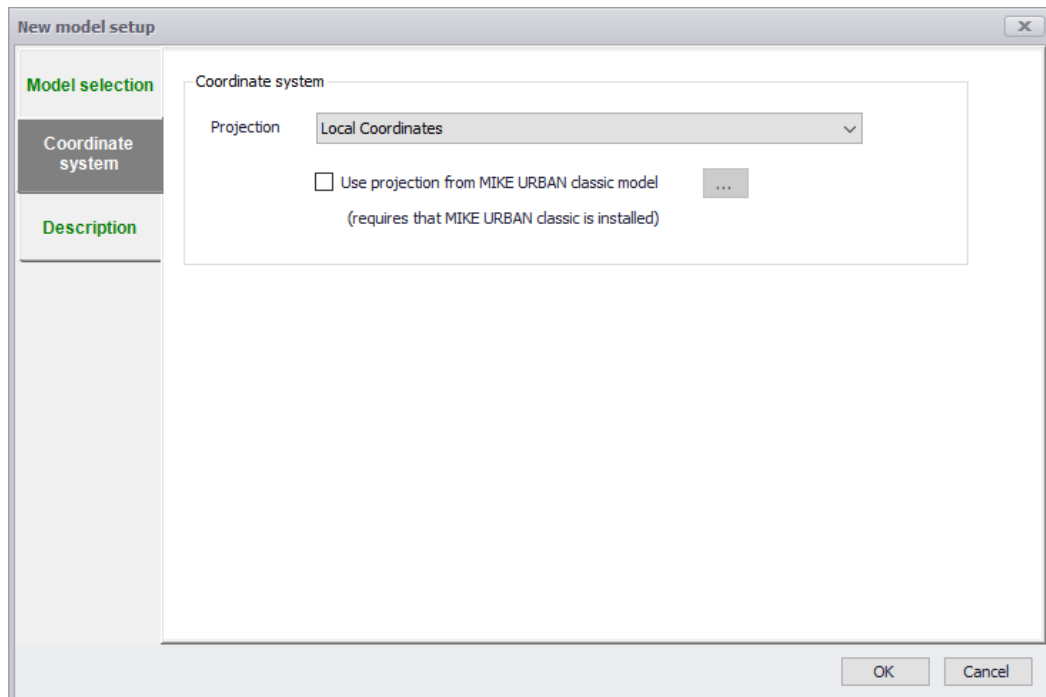 New model setup
Model selection
Coordinate
system
Description
Coordinate system
Projection
Local Coordinates
Use projection from MIKE URBAN classic model
...
(requires that MIKE URBAN classic is installed)
OK
Cancel